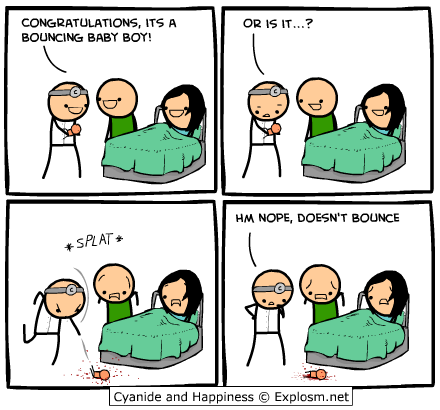 CONGRATULATIONS, ITS A
BOUNCING BABY BOY!
OR IS IT...?
*SPLAT*
HM NOPE, DOESN'T BOUNCE
Cyanide and Happiness © Explosm.net